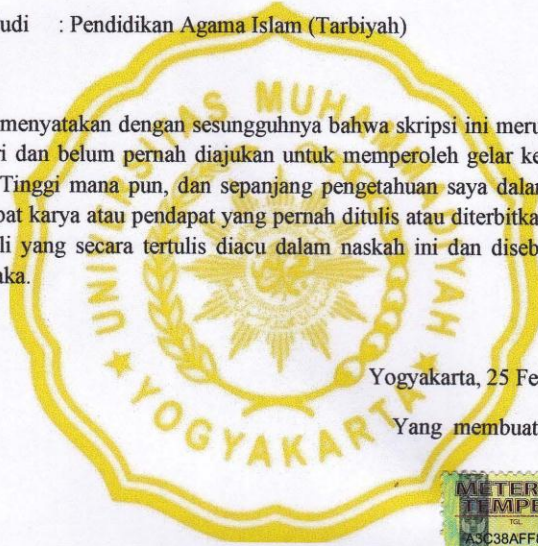 udi : Pendidikan Agama Islam (Tarbiyah)
menyatakan dengan sesungguhnya bahwa skripsi ini meru
ri dan belum pernah diajukan untuk memperoleh gelar ke
Tinggi mana pun, dan sepanjang pengetahuan saya dalam
pat karya atau pendapat yang pernah ditulis atau diterbitka
li yang secara tertulis diacu dalam naskah ini dan diseb
aka.
UNIVERSITAS MUHAMMADIYAH
★ YOGYAKARTA ★
Yogyakarta, 25 Fe
Yang membuat
METER
TEMPE
TGL
A3C38AFF